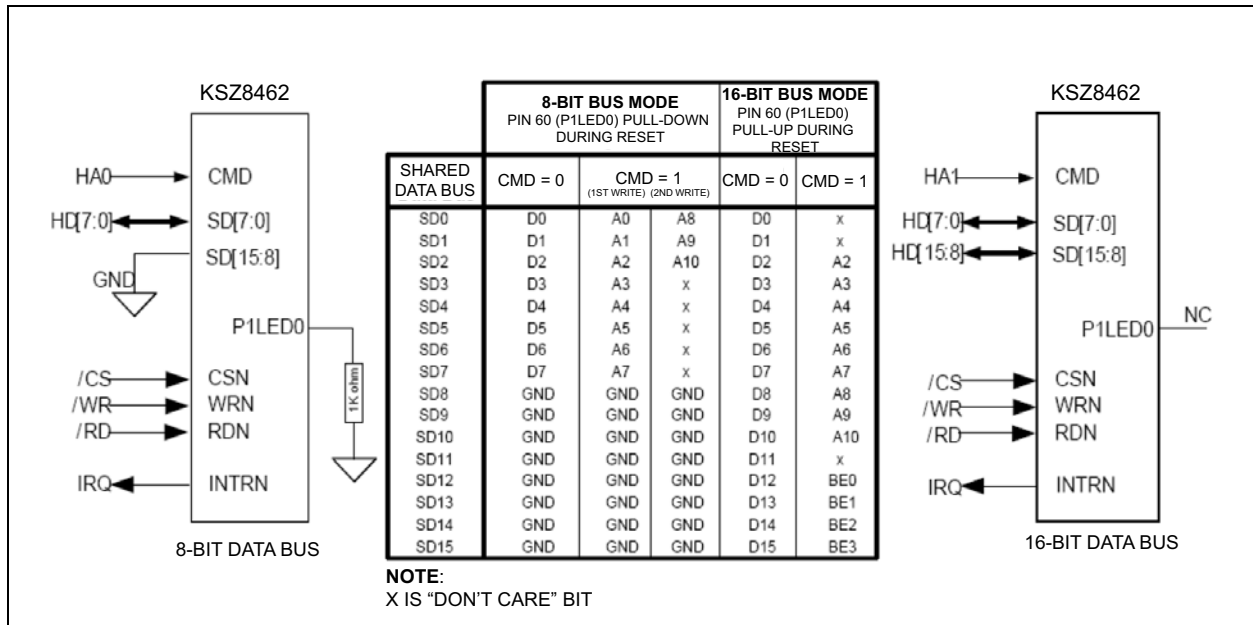 KSZ8462
HA0
CMD
HD[7:0]
SD[7:0]
SD[15:8]
GND
P1LED0
1K ohm
/CS
CSN
/WR
WRN
/RD
RDN
IRQ
INTRN
8-BIT DATA BUS
8-BIT BUS MODE
PIN 60 (P1LED0) PULL-DOWN
DURING RESET
16-BIT BUS MODE
PIN 60 (P1LED0)
PULL-UP DURING
RESET
SHARED
DATA BUS
CMD = 0
CMD = 1
(1ST WRITE) (2ND WRITE)
CMD = 0
CMD = 1
SD0 D0 A0 A8 D0 x
SD1 D1 A1 A9 D1 x
SD2 D2 A2 A10 D2 A2
SD3 D3 A3 x D3 A3
SD4 D4 A4 x D4 A4
SD5 D5 A5 x D5 A5
SD6 D6 A6 x D6 A6
SD7 D7 A7 x D7 A7
SD8 GND GND GND D8 A8
SD9 GND GND GND D9 A9
SD10 GND GND GND D10 A10
SD11 GND GND GND D11 x
SD12 GND GND GND D12 BE0
SD13 GND GND GND D13 BE1
SD14 GND GND GND D14 BE2
SD15 GND GND GND D15 BE3
NOTE:
X IS “DON’T CARE” BIT
KSZ8462
HA1
CMD
HD[7:0]
SD[7:0]
HD[15:8]
SD[15:8]
P1LED0
NC
/CS
CSN
/WR
WRN
/RD
RDN
IRQ
INTRN
16-BIT DATA BUS